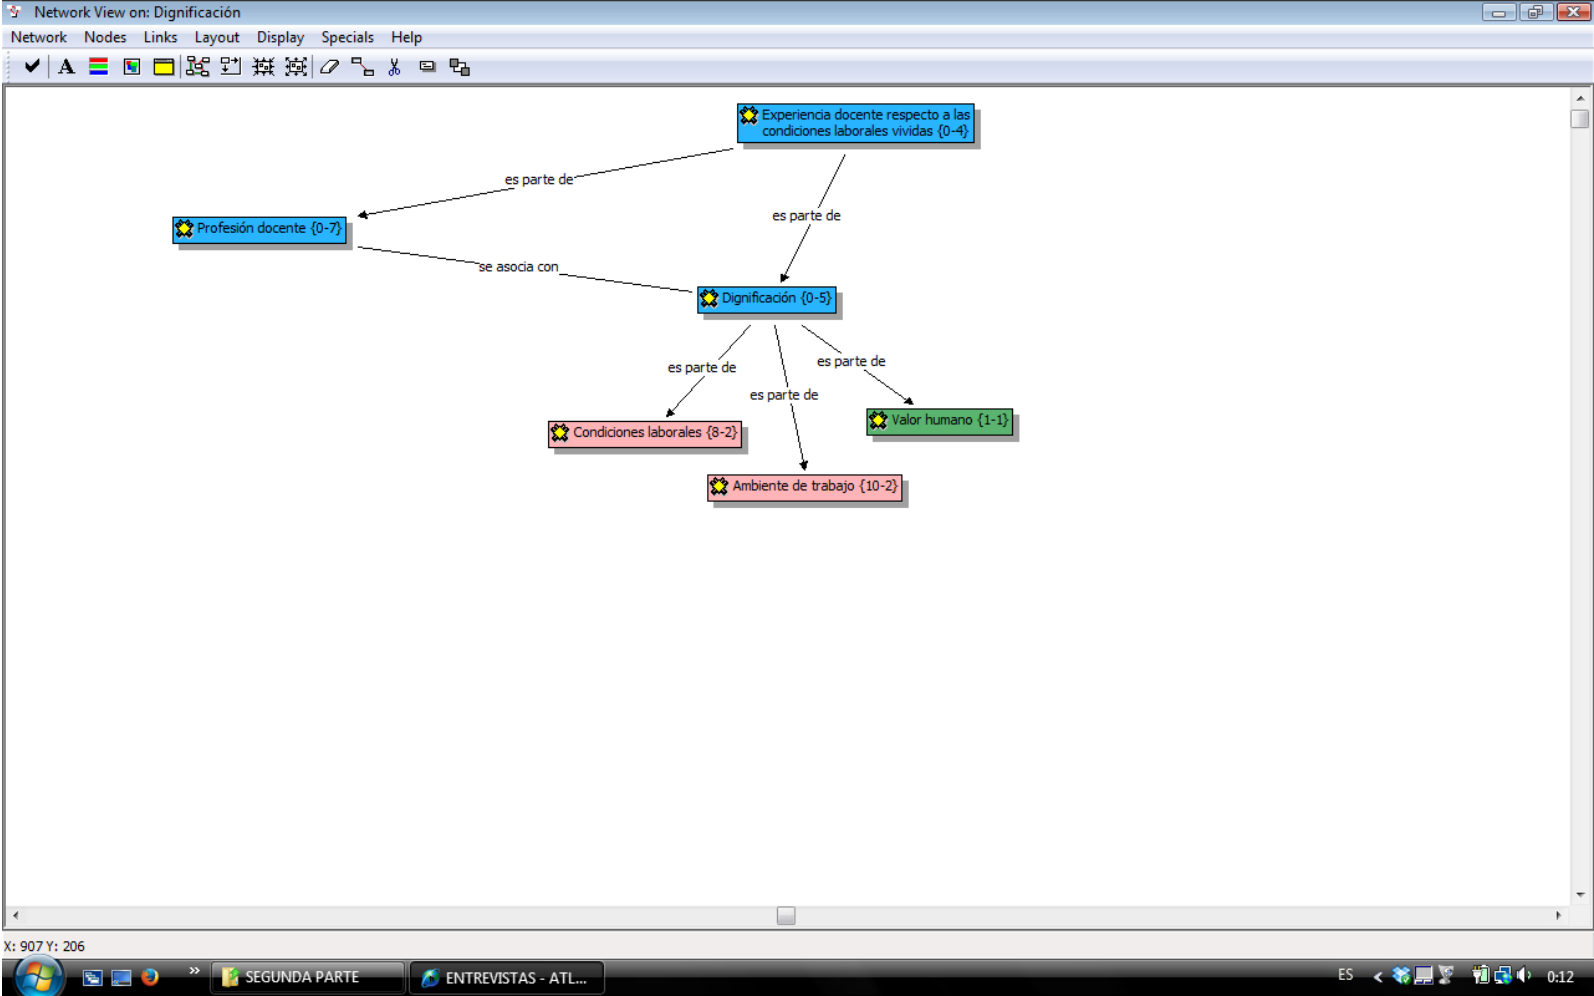 Network View on: Dignificación
Network Nodes Links Layout Display Specials Help
A
Experiencia docente respecto a las
condiciones laborales vividas {0-4}
es parte de
es parte de
Profesión docente {0-7}
se asocia con
Dignificación {0-5}
es parte de
es parte de
es parte de
Condiciones laborales {8-2}
Valor humano {1-1}
Ambiente de trabajo {10-2}
X: 907 Y: 206
SEGUNDA PARTE
ENTREVISTAS - ATL...
ES
0:12